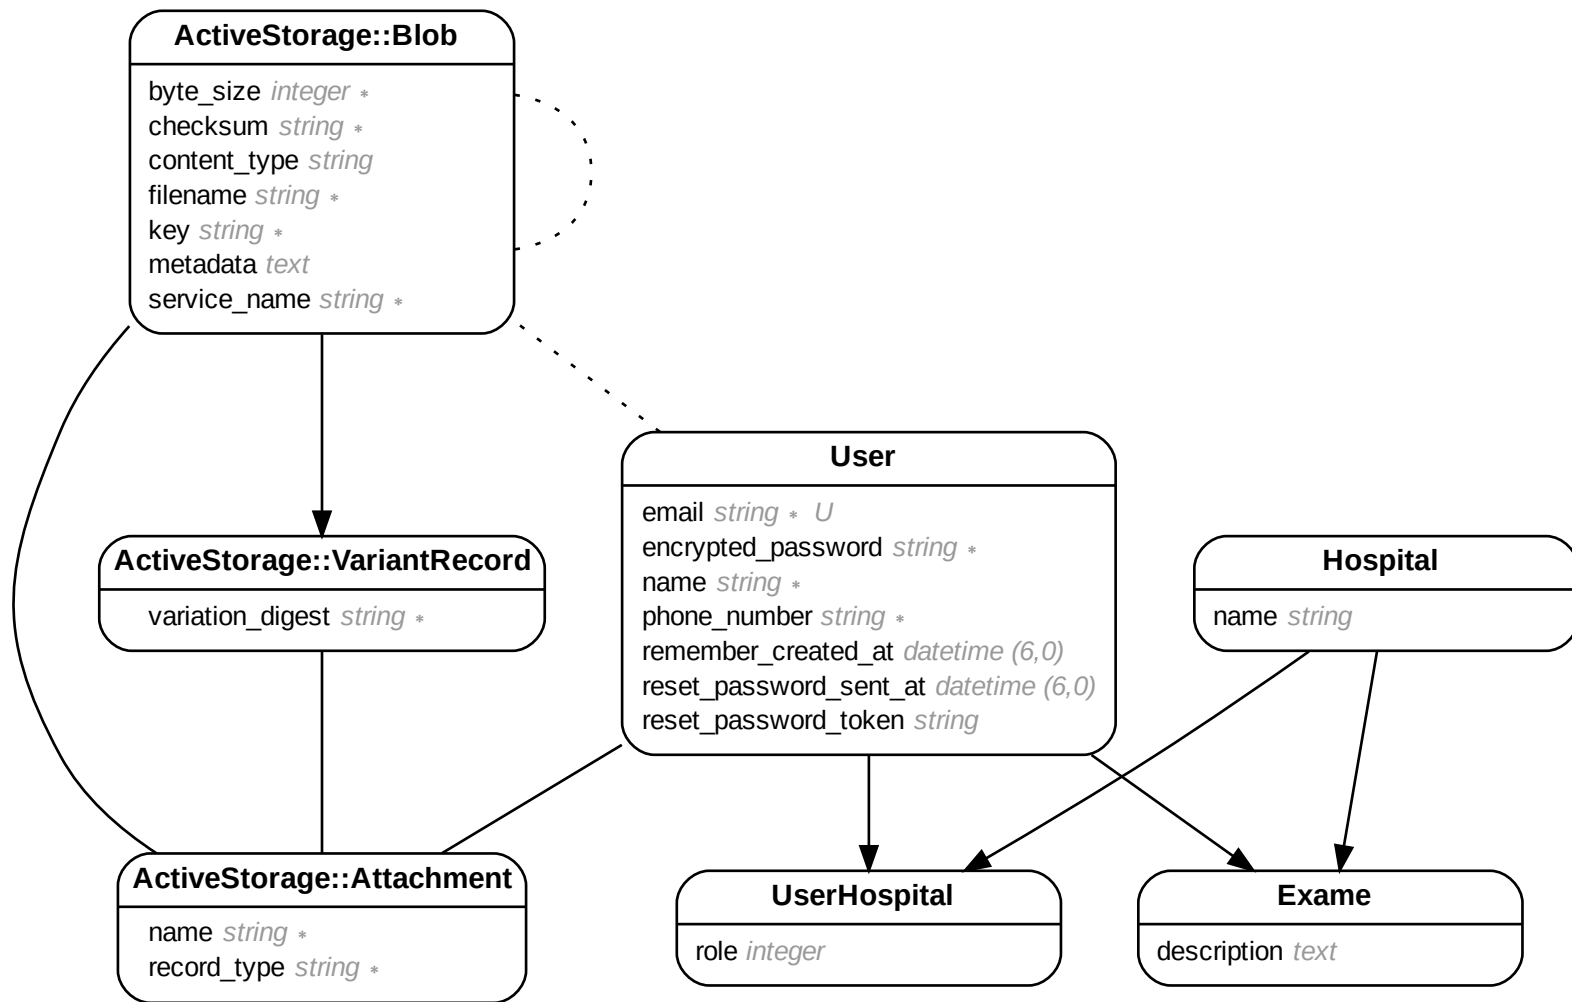 ActiveStorage::Blob
byte_size integer *
checksum string *
content_type string
filename string *
key string *
metadata text
service_name string *
User
email string * U
encrypted_password string *
name string *
phone_number string *
remember_created_at datetime (6,0)
reset_password_sent_at datetime (6,0)
reset_password_token string
ActiveStorage::VariantRecord
variation_digest string *
Hospital
name string
ActiveStorage::Attachment
name string *
record_type string *
UserHospital
role integer
Exame
description text